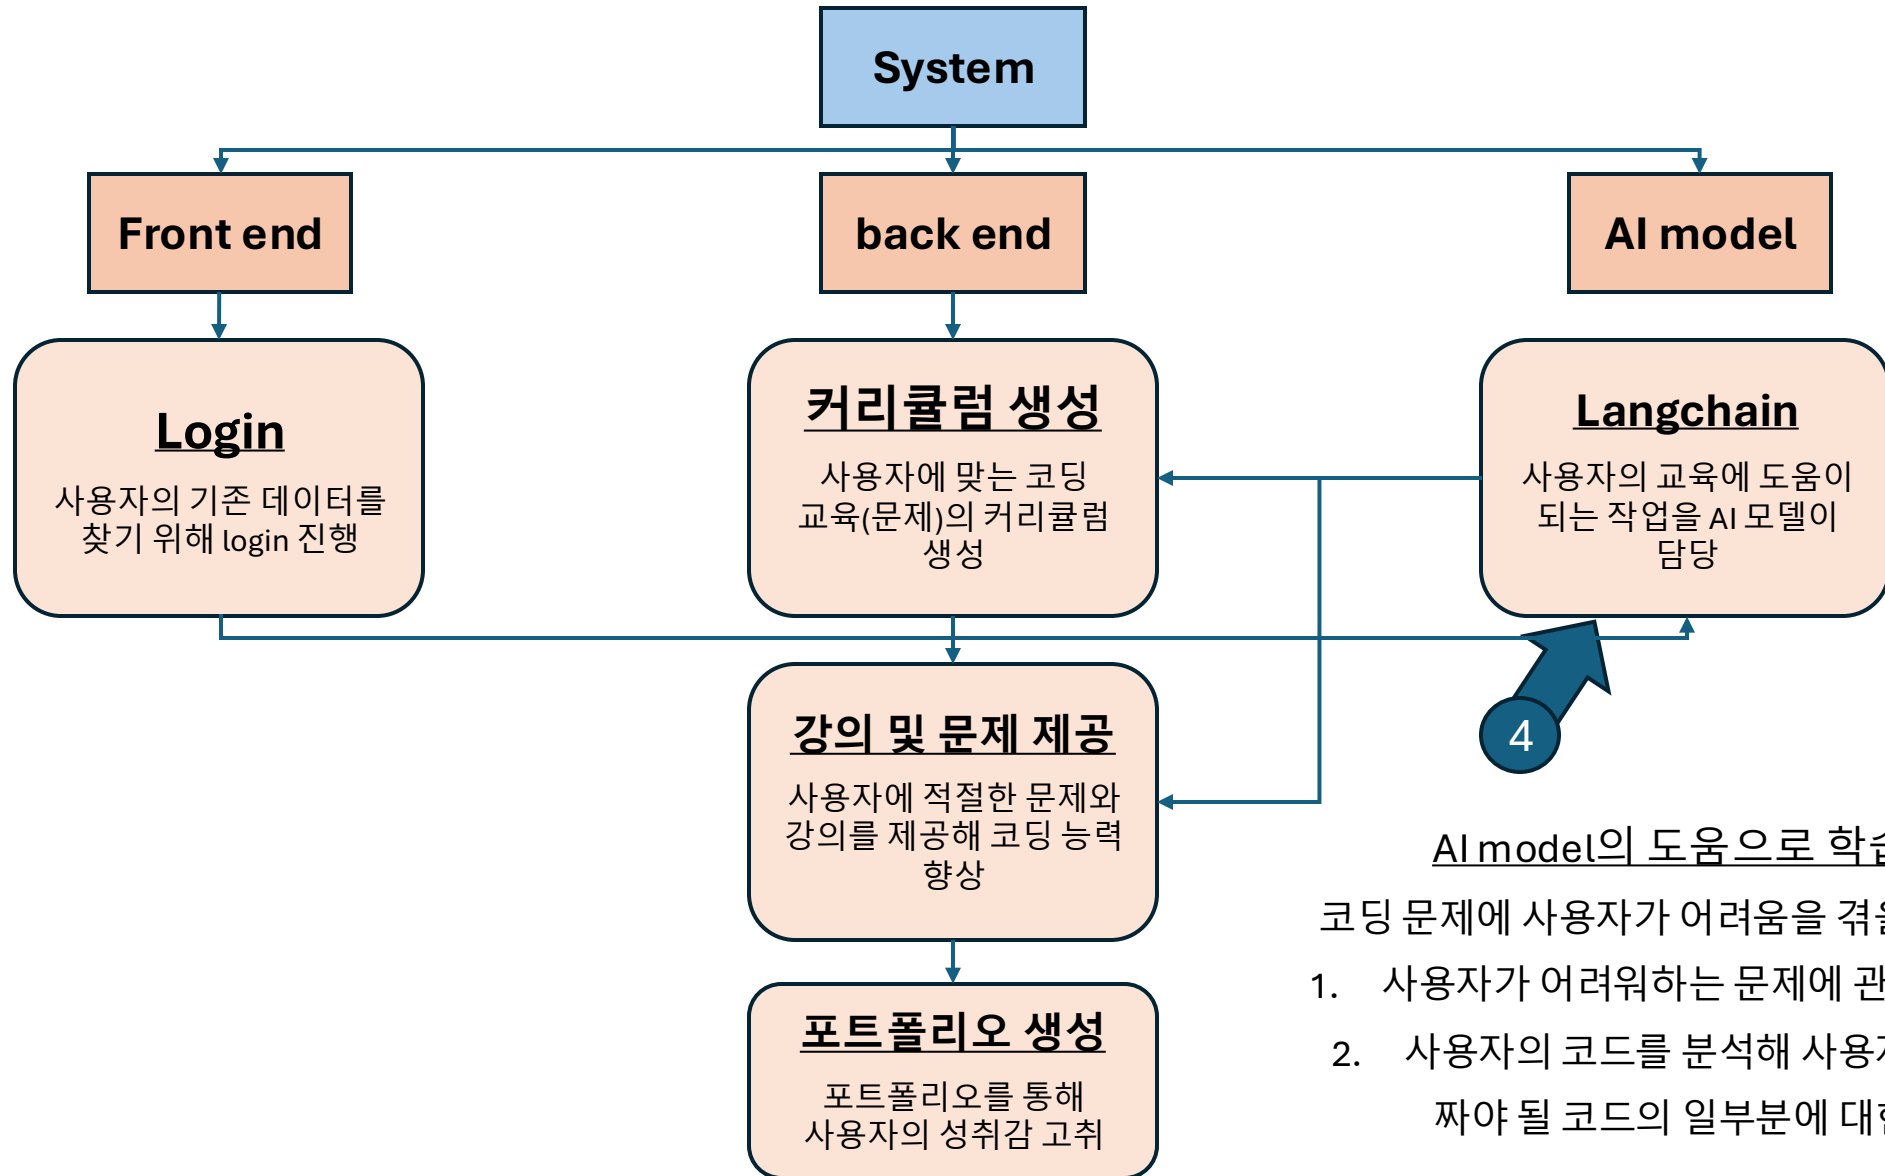 System
Front end
back end
AI model
Login
사용자의 기존 데이터를
찾기 위해 login 진행
커리큘럼 생성
사용자에 맞는 코딩
교육(문제)의 커리큘럼
생성
Langchain
사용자의 교육에 도움이
되는 작업을 AI 모델이
담당
강의 및 문제 제공
사용자에 적절한 문제와
강의를 제공해 코딩 능력
향상
4
포트폴리오 생성
포트폴리오를 통해
사용자의 성취감 고취
AI model의 도움으로
코딩 문제에 사용자가 어려움을
1. 사용자가 어려워하는 문제에
2. 사용자의 코드를 분석해
짜야 될 코드의 일부분에